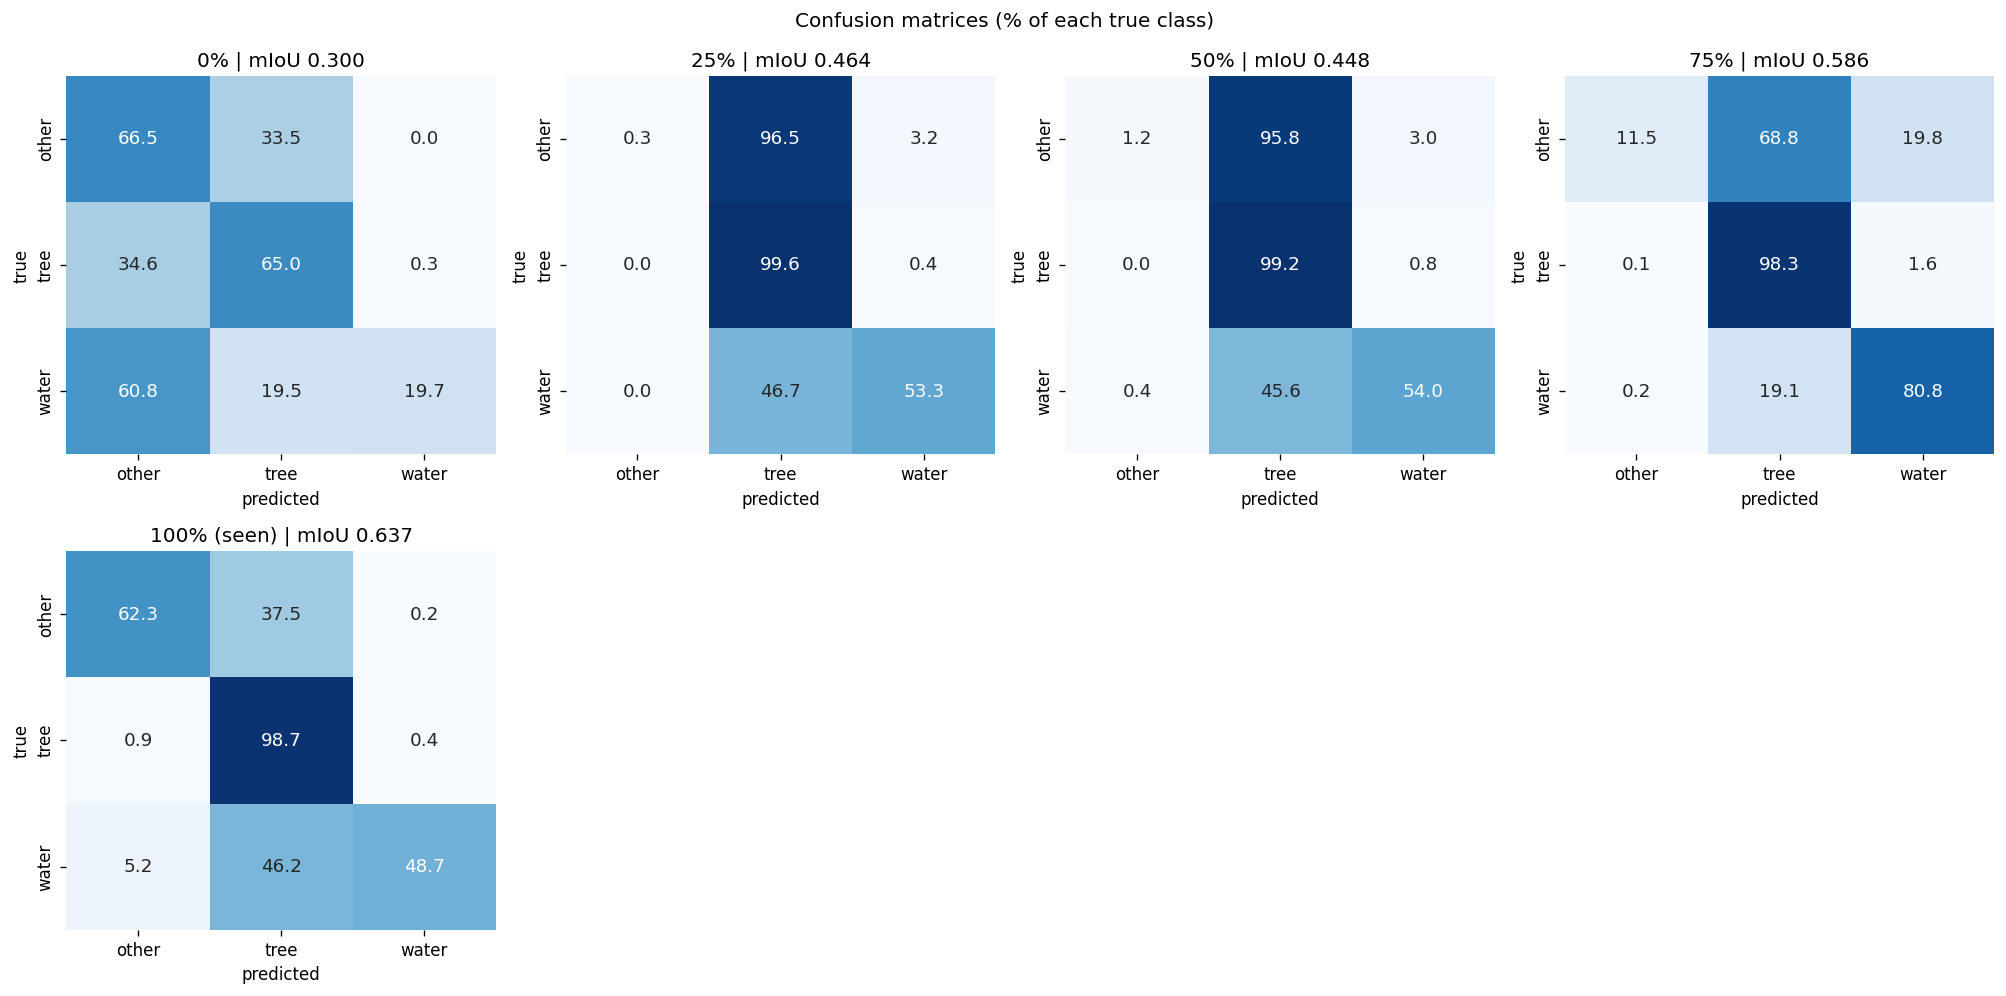 Confusion matrices (% of each true class)
0% | mIoU 0.300
other 66.5 33.5 0.0
true
tree 34.6 65.0 0.3
water 60.8 19.5 19.7
other tree water
predicted
25% | mIoU 0.464
other 0.3 96.5 3.2
true
tree 0.0 99.6 0.4
water 0.0 46.7 53.3
other tree water
predicted
50% | mIoU 0.448
other 1.2 95.8 3.0
true
tree 0.0 99.2 0.8
water 0.4 45.6 54.0
other tree water
predicted
75% | mIoU 0.586
other 11.5 68.8 19.8
true
tree 0.1 98.3 1.6
water 0.2 19.1 80.8
other tree water
predicted
100% (seen) | mIoU 0.637
other 62.3 37.5 0.2
true
tree 0.9 98.7 0.4
water 5.2 46.2 48.7
other tree water
predicted